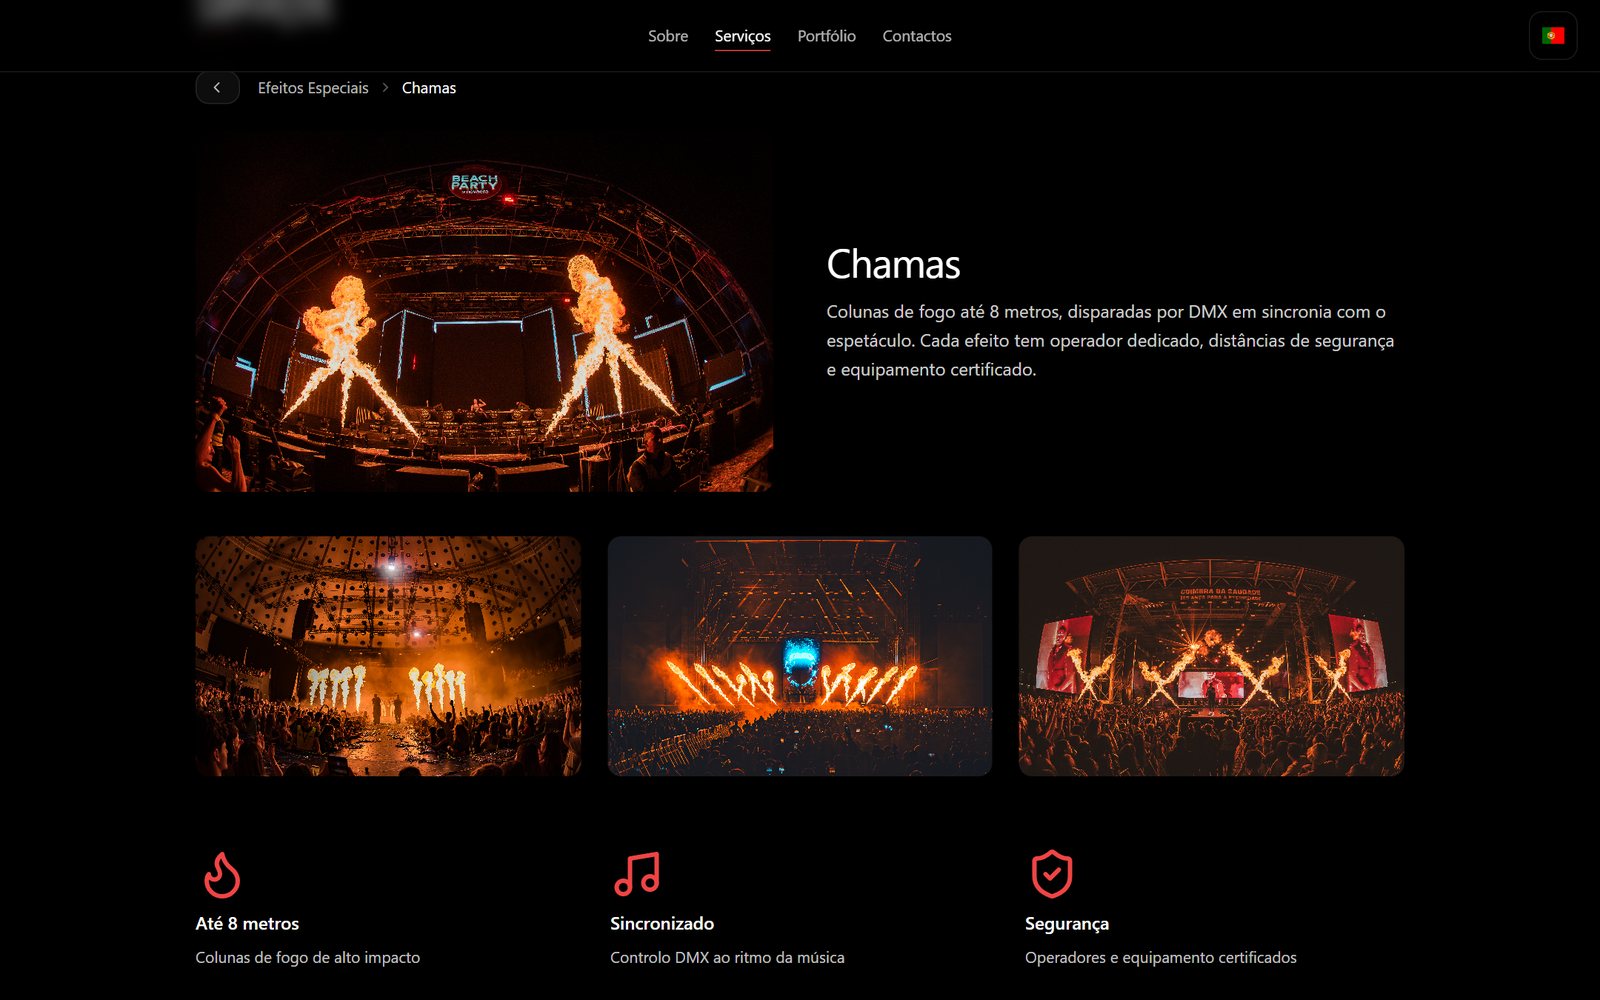 Sobre
Serviços
Portfólio
Contactos
Efeitos Especiais
Chamas
BEACH
PARTY
Chamas
Colunas de fogo até 8 metros, disparadas por DMX em sincronia com o
espetáculo. Cada efeito tem operador dedicado, distâncias de segurança
e equipamento certificado.
COIMBRA DA SAUDADE
Até 8 metros
Colunas de fogo de alto impacto
Sincronizado
Controlo DMX ao ritmo da música
Segurança
Operadores e equipamento certificados